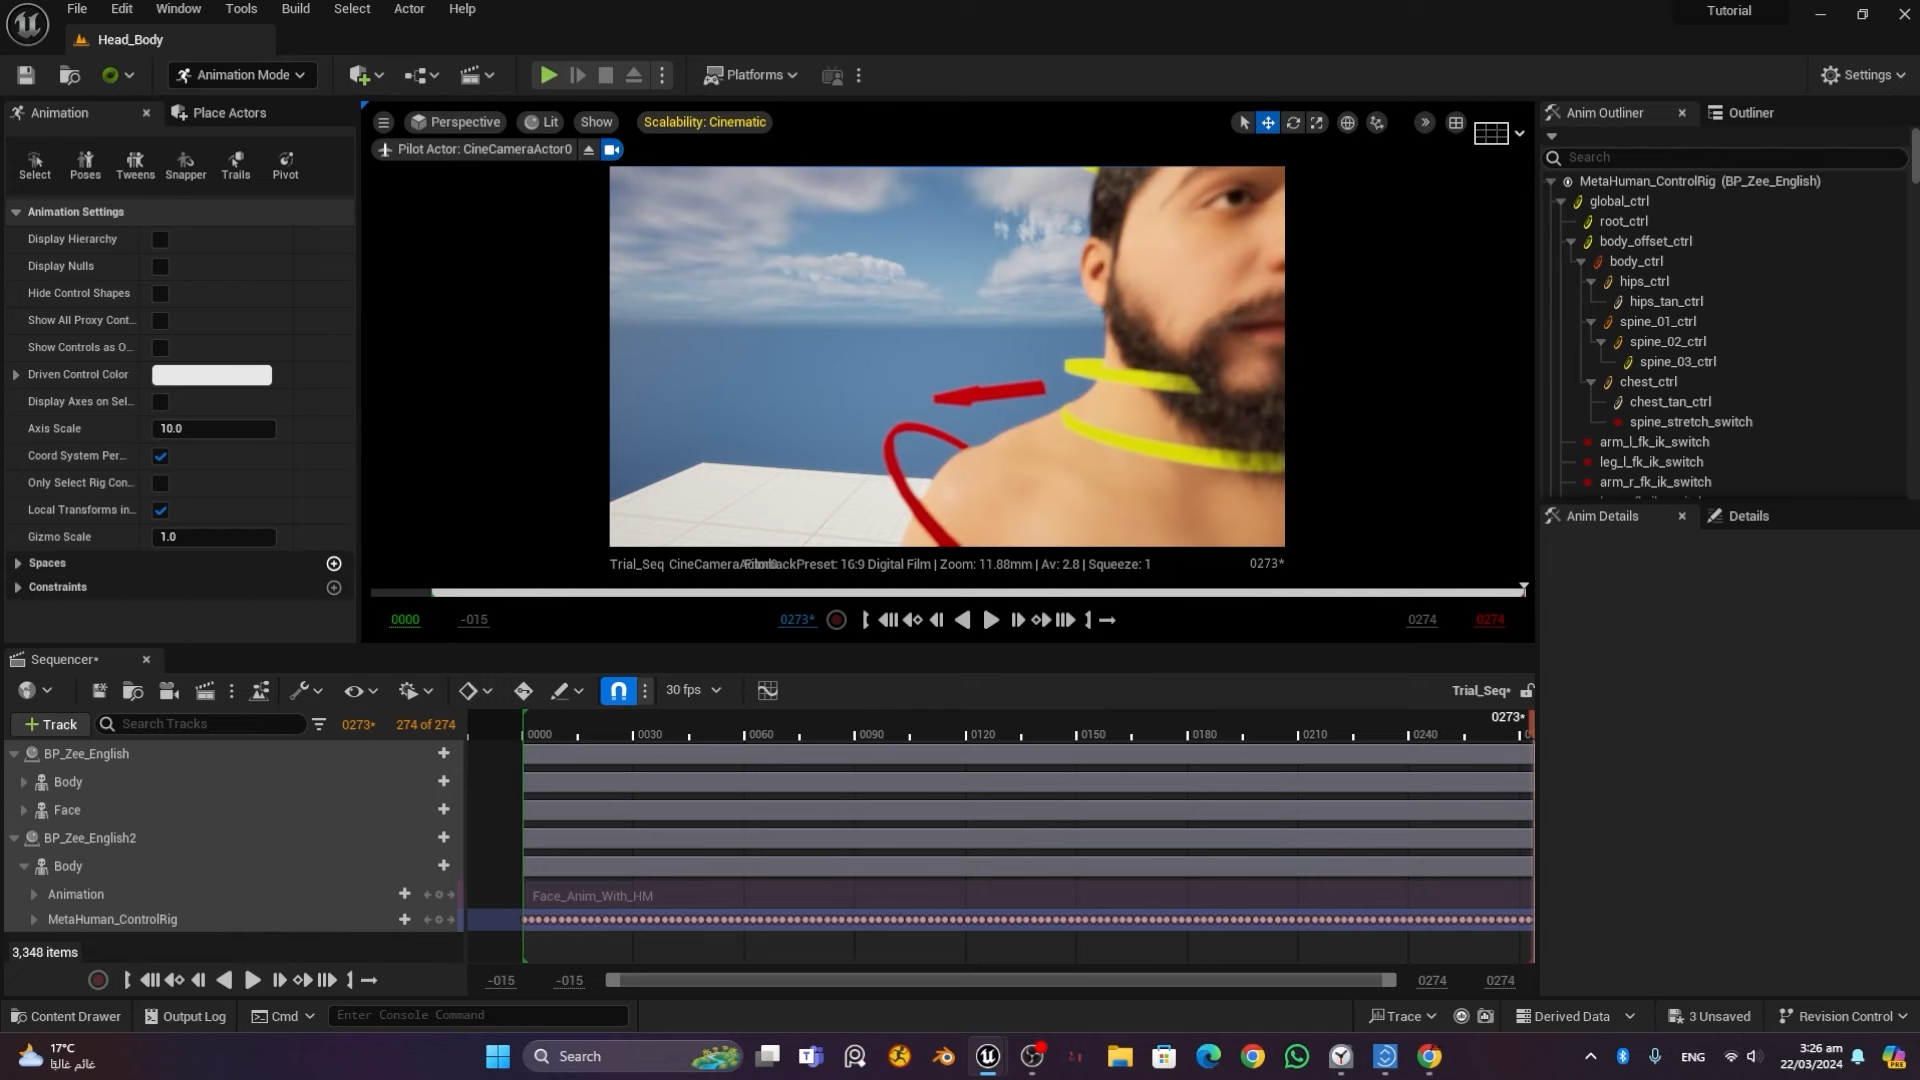 File Edit Window Tools Build Select Actor Help
Tutorial
Head_Body
Animation Mode
Platforms
Settings
Animation
Place Actors
Select Poses Tweens Snapper Trails Pivot
Animation Settings
Display Hierarchy
Display Nulls
Hide Control Shapes
Show All Proxy Cont...
Show Controls as O...
Driven Control Color
Display Axes on Sel...
Axis Scale 10.0
Coord System Per...
Only Select Rig Con...
Local Transforms in...
Gizmo Scale 1.0
Spaces
Constraints
Perspective Lit Show Scalability: Cinematic
Pilot Actor: CineCameraActor0
Trial_Seq
FilmbackPreset: 16:9 Digital Film | Zoom: 11.88mm | Av: 2.8 | Squeeze: 1
0273*
0000 -015 0273* 0274 0274
Anim Outliner
Outliner
Search
MetaHuman_ControlRig (BP_Zee_English)
global_ctrl
root_ctrl
body_offset_ctrl
body_ctrl
hips_ctrl
hips_tan_ctrl
spine_01_ctrl
spine_02_ctrl
spine_03_ctrl
chest_ctrl
chest_tan_ctrl
spine_stretch_switch
arm_l_fk_ik_switch
leg_l_fk_ik_switch
arm_r_fk_ik_switch
Anim Details
Details
Sequencer*
30 fps
Trial_Seq*
Track
Search Tracks
0273* 274 of 274
0273*
0000 0030 0060 0090 0120 0150 0180 0210 0240
BP_Zee_English
Body
Face
BP_Zee_English2
Body
Animation
Face_Anim_With_HM
MetaHuman_ControlRig
3,348 items
-015 -015 0274 0274
Content Drawer
Output Log
Cmd
Enter Console Command
Trace
Derived Data
3 Unsaved
Revision Control
17°C
غائم غالبًا
Search
ENG
3:26 am
22/03/2024
PRE